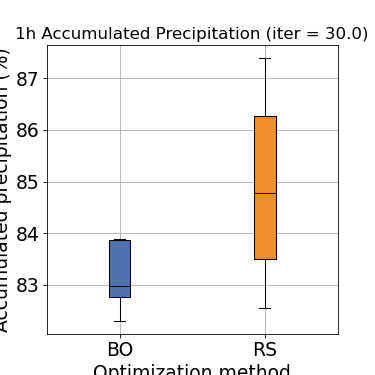 1h Accumulated Precipitation (iter = 30.0)
Accumulated precipitation (%)
87
86
85
84
83
BO RS
Optimization method